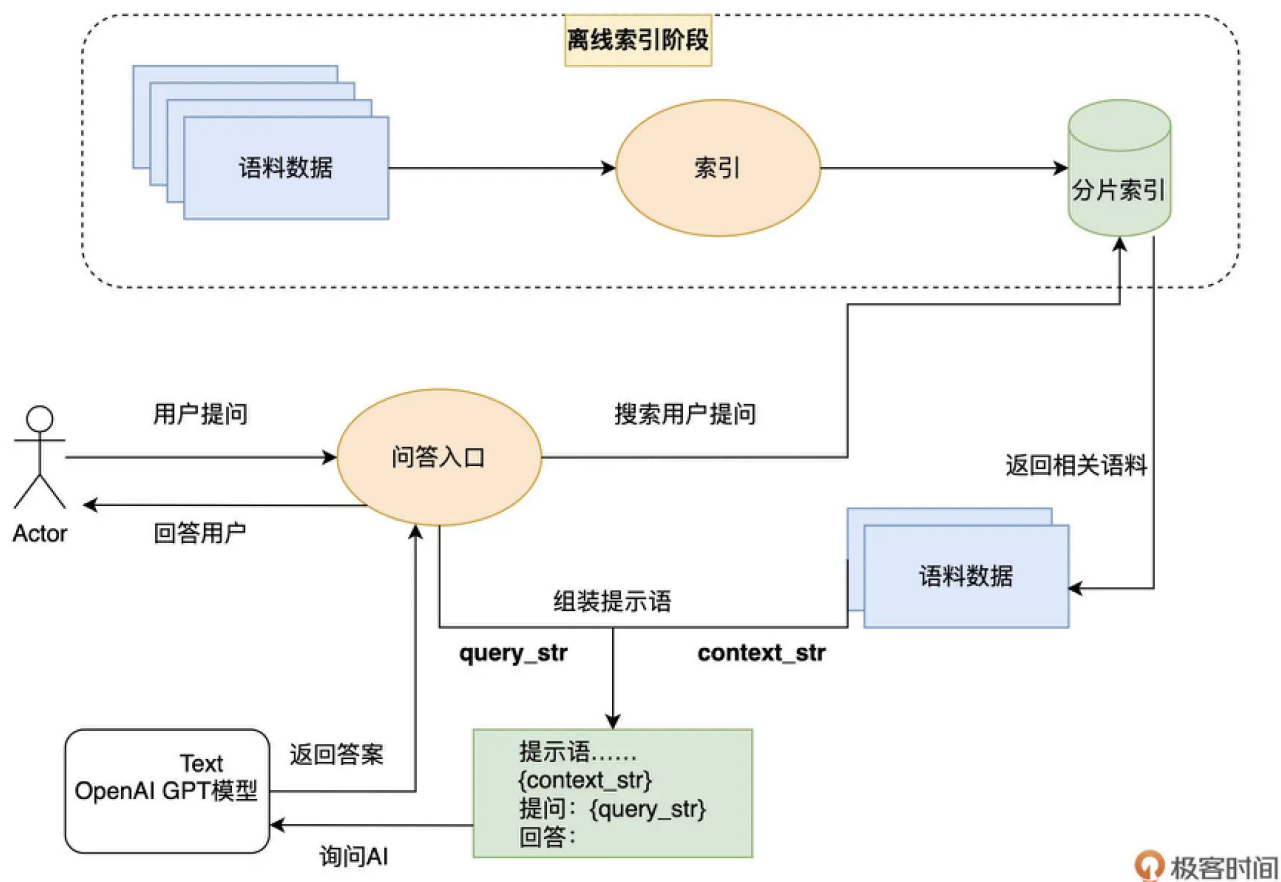 离线索引阶段
语料数据
索引
分片索引
用户提问
搜索用户提问
问答入口
返回相关语料
Actor
回答用户
语料数据
组装提示语
query_str
context_str
Text
OpenAI GPT模型
返回答案
提示语……
{context_str}
提问：{query_str}
回答：
询问AI
极客时间